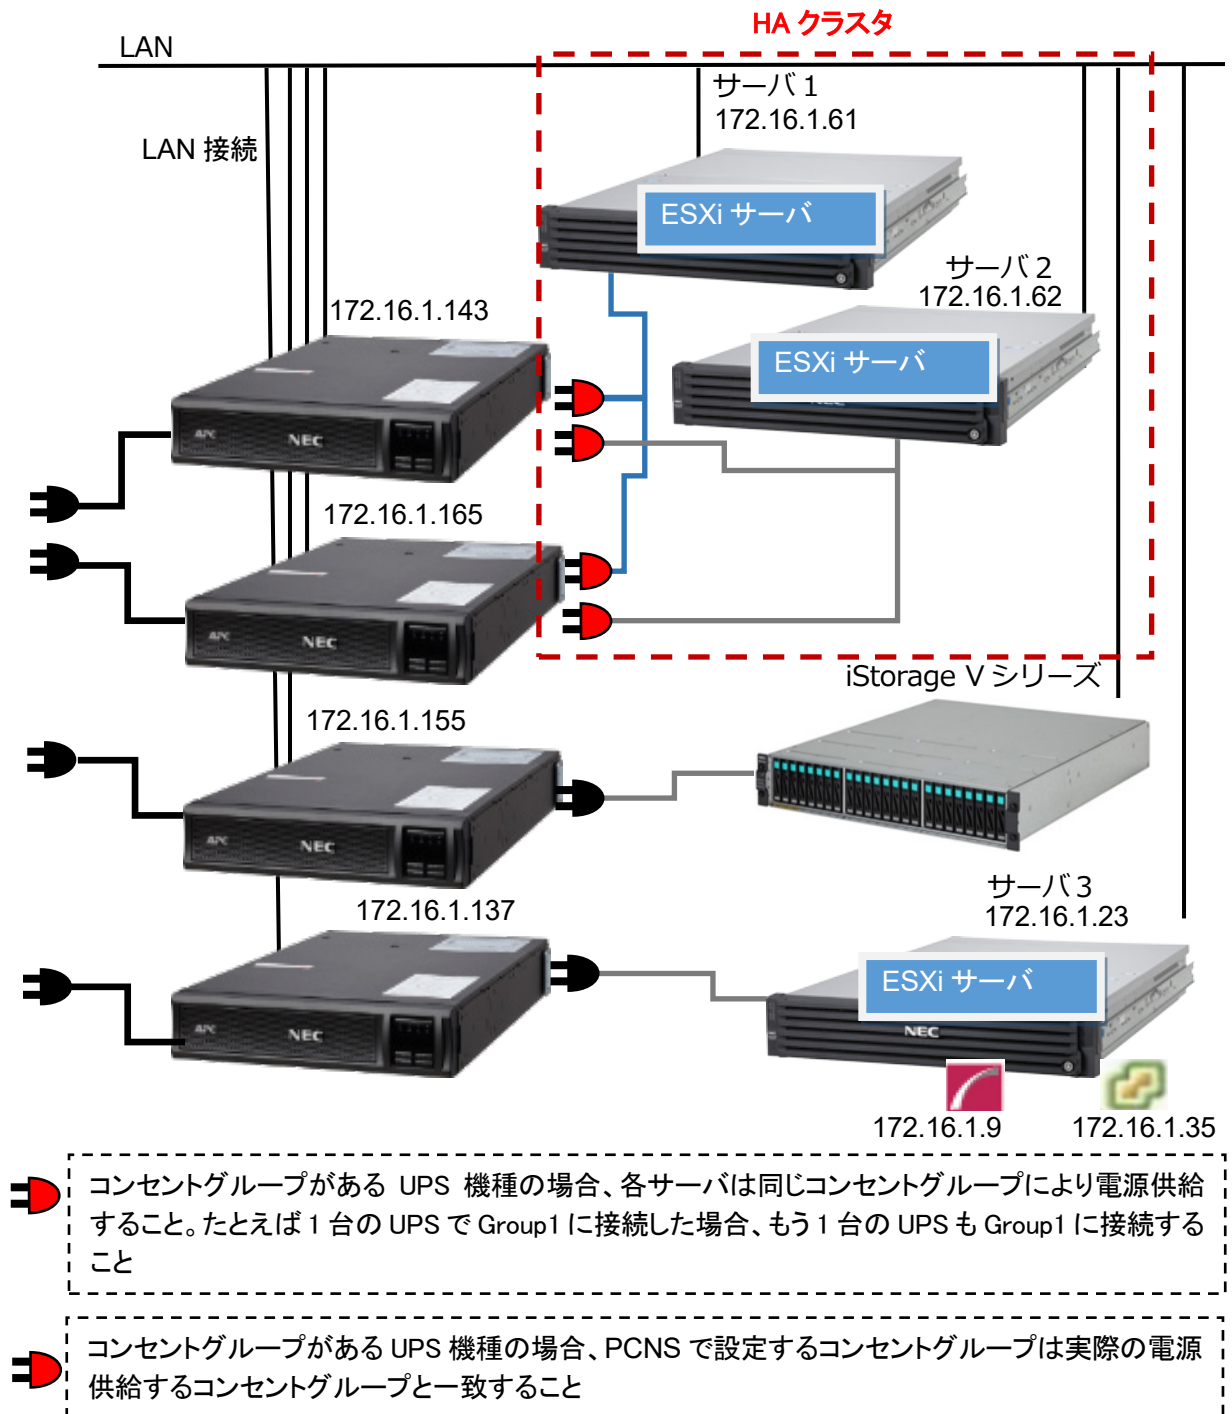 HA クラスタ
LAN
サーバ 1
172.16.1.61
LAN 接続
ESXi サーバ
サーバ 2
172.16.1.62
172.16.1.143
ESXi サーバ
NEC
APC
NEC
172.16.1.165
APC
NEC
iStorage V シリーズ
172.16.1.155
APC
NEC
サーバ 3
172.16.1.23
172.16.1.137
ESXi サーバ
APC
NEC
NEC
172.16.1.9
172.16.1.35
コンセントグループがある UPS 機種の場合、各サーバは同じコンセントグループにより電源供給
すること。たとえば 1 台の UPS で Group1 に接続した場合、もう 1 台の UPS も Group1 に接続する
こと
コンセントグループがある UPS 機種の場合、PCNS で設定するコンセントグループは実際の電源
供給するコンセントグループと一致すること